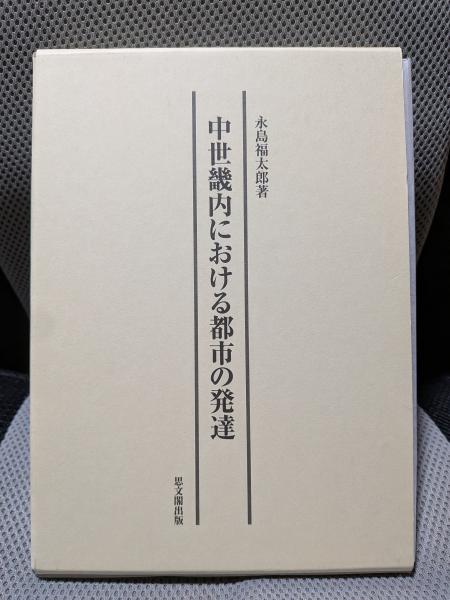 永島福太郎著
中世畿内における都市の発達
思文閣出版